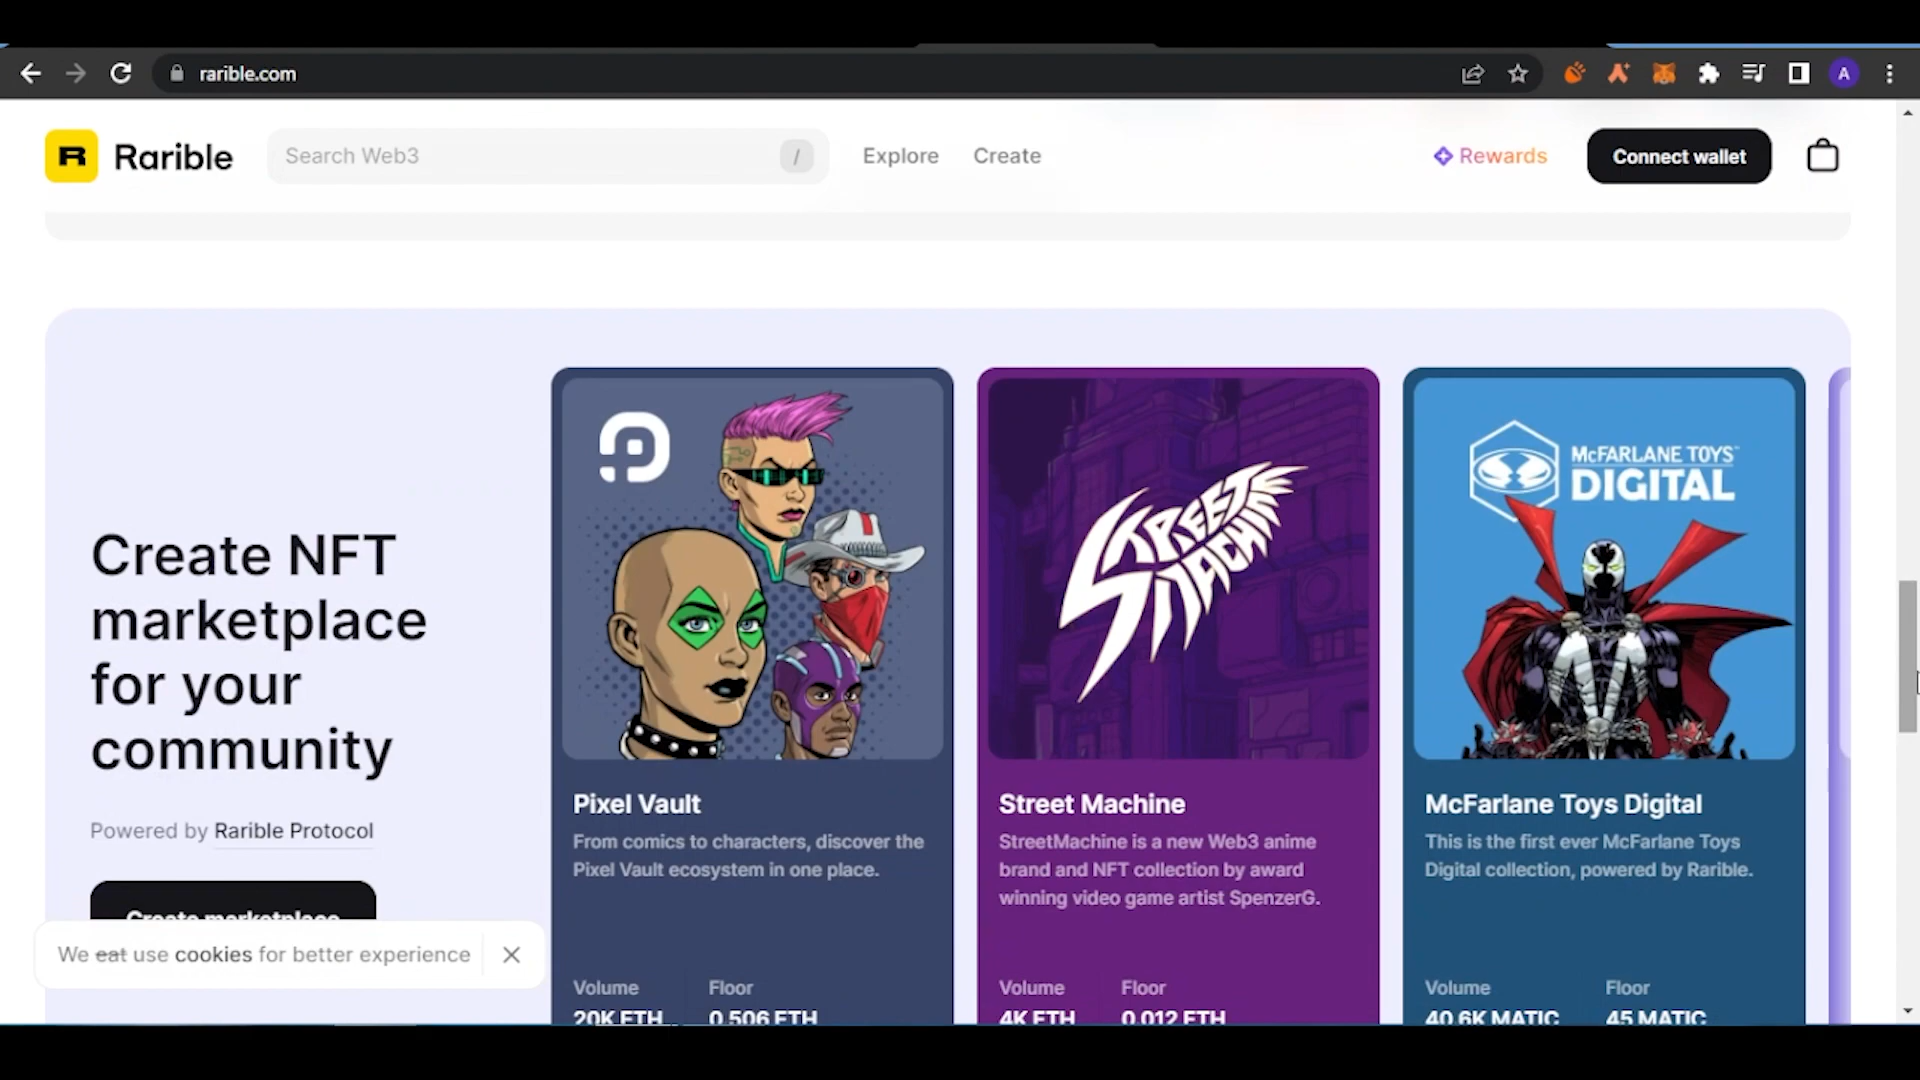 rarible.com
A
R Rarible
Search Web3
/
Explore
Create
Rewards
Connect wallet
Create NFT
marketplace
for your
community
Powered by Rarible Protocol
Create marketplace
We eat use cookies for better experience
Pixel Vault
From comics to characters, discover the
Pixel Vault ecosystem in one place.
Volume
Floor
20K ETH
0.506 ETH
STREET
MACHINE
Street Machine
StreetMachine is a new Web3 anime
brand and NFT collection by award
winning video game artist SpenzerG.
Volume
Floor
4K ETH
0.012 ETH
McFARLANE TOYS™
DIGITAL
McFarlane Toys Digital
This is the first ever McFarlane Toys
Digital collection, powered by Rarible.
Volume
Floor
40.6K MATIC
45 MATIC